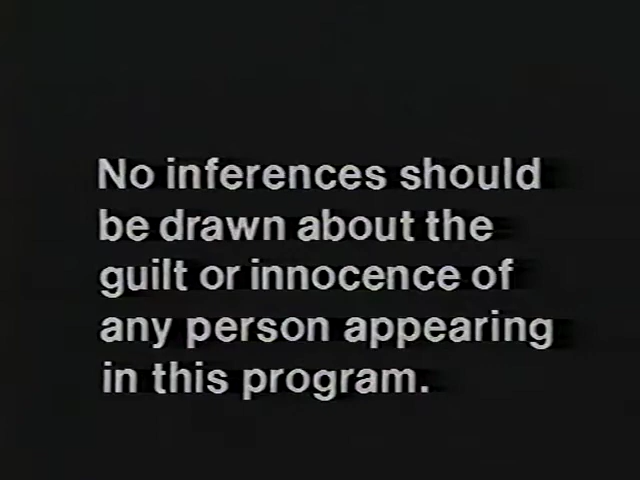 No inferences should
be drawn about the
guilt or innocence of
any person appearing
in this program.